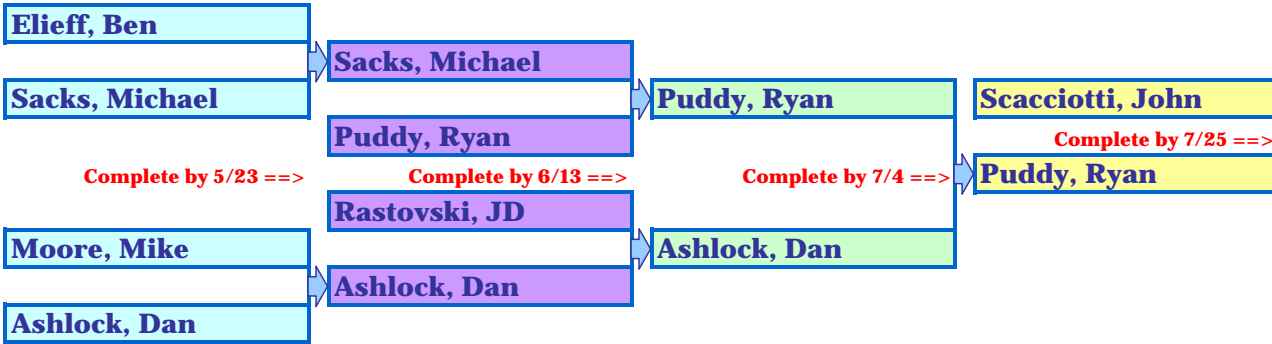 Elieff, Ben
Sacks, Michael
Sacks, Michael
Puddy, Ryan
Puddy, Ryan
Scacciotti, John
Complete by 7/25 ==>
Complete by 5/23 ==>
Complete by 6/13 ==>
Complete by 7/4 ==>
Puddy, Ryan
Rastovski, JD
Moore, Mike
Ashlock, Dan
Ashlock, Dan
Ashlock, Dan